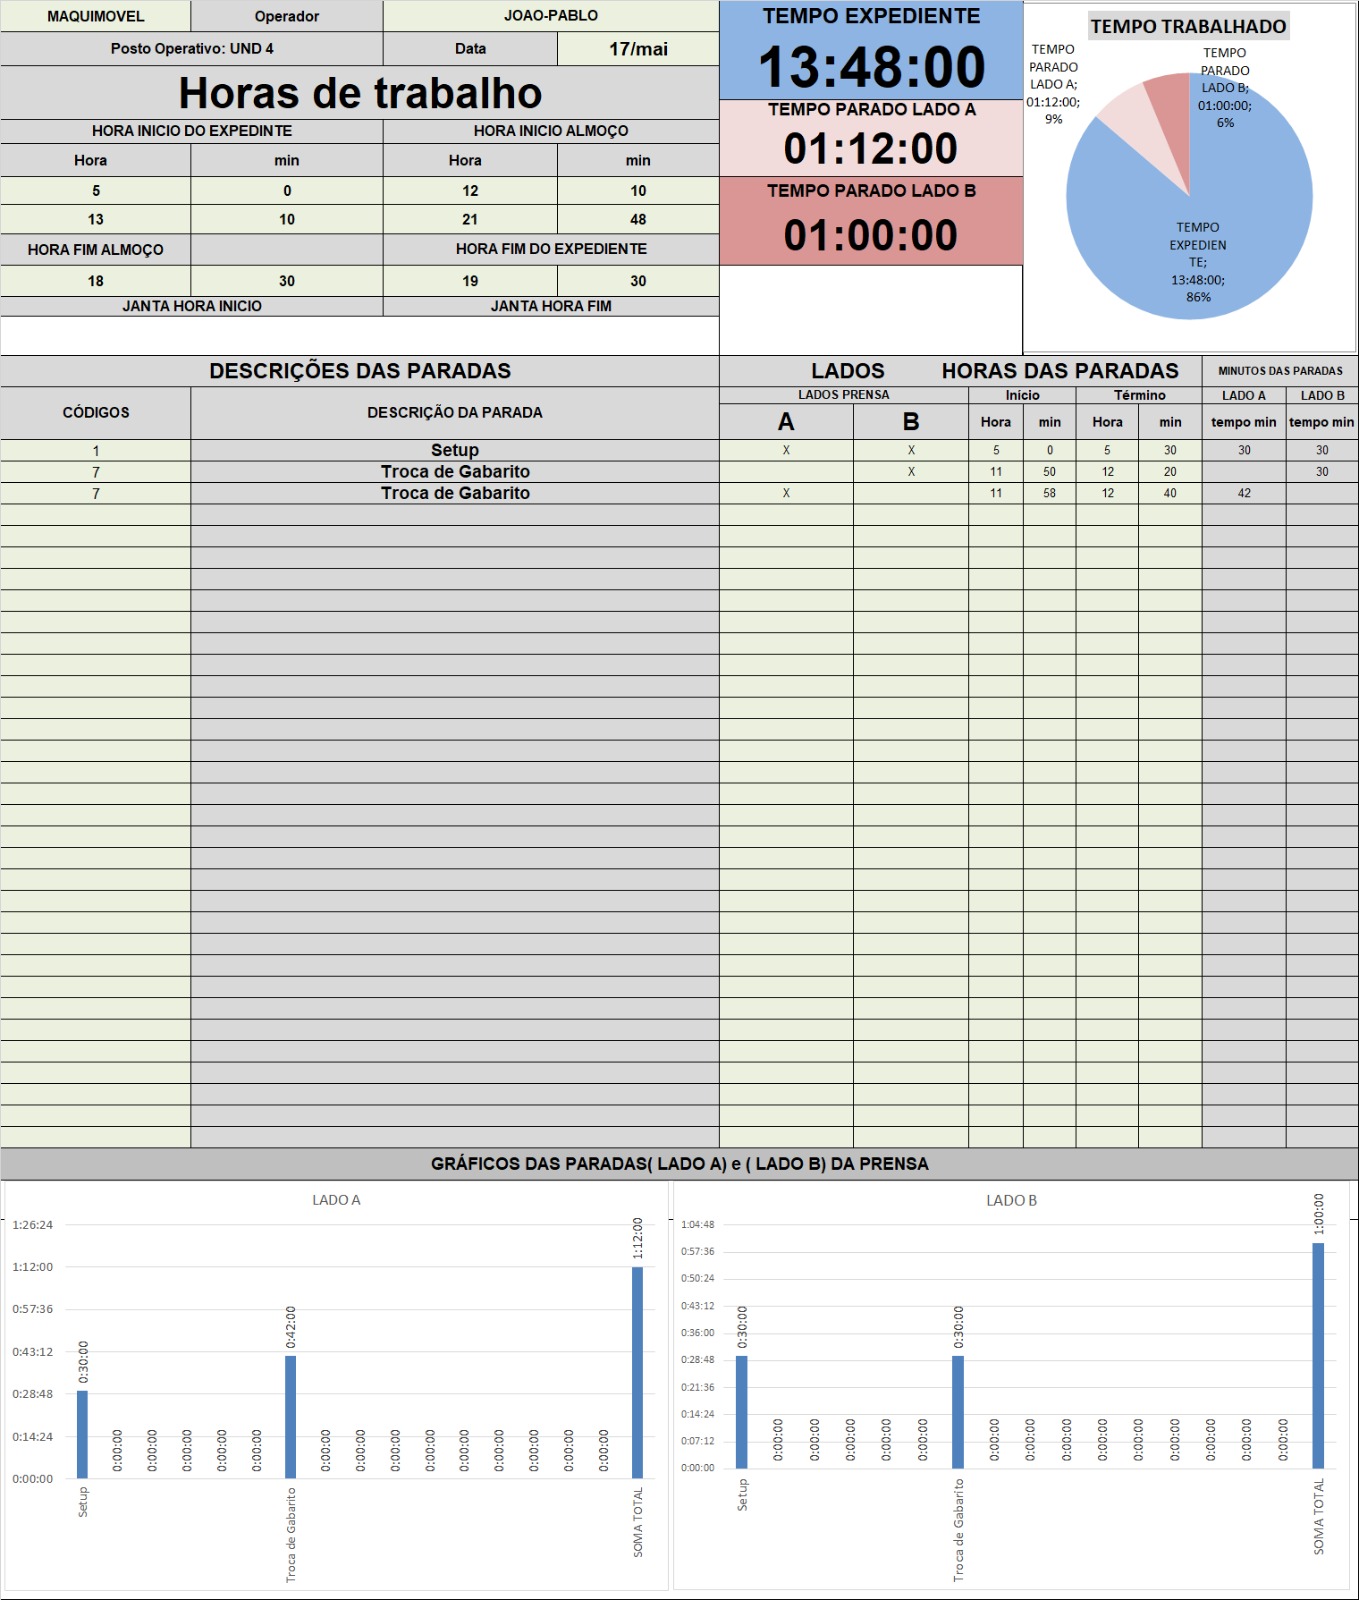 MAQUIMOVEL Operador JOAO-PABLO
Posto Operativo: UND 4 Data 17/mai
Horas de trabalho
HORA INICIO DO EXPEDINTE HORA INICIO ALMOÇO
Hora min Hora min
5 0 12 10
13 10 21 48
HORA FIM ALMOÇO HORA FIM DO EXPEDIENTE
18 30 19 30
JANTA HORA INICIO JANTA HORA FIM
TEMPO EXPEDIENTE
13:48:00
TEMPO PARADO LADO A
01:12:00
TEMPO PARADO LADO B
01:00:00
TEMPO TRABALHADO
TEMPO
PARADO
LADO A;
01:12:00;
9%
TEMPO
PARADO
LADO B;
01:00:00;
6%
TEMPO
EXPEDIEN
TE;
13:48:00;
86%
DESCRIÇÕES DAS PARADAS LADOS HORAS DAS PARADAS MINUTOS DAS PARADAS
CÓDIGOS DESCRIÇÃO DA PARADA LADOS PRENSA Início Término LADO A LADO B
A B Hora min Hora min tempo min tempo min
1 Setup X X 5 0 5 30 30 30
7 Troca de Gabarito X 11 50 12 20 30
7 Troca de Gabarito X 11 58 12 40 42
GRÁFICOS DAS PARADAS( LADO A) e ( LADO B) DA PRENSA
LADO A
1:26:24
1:12:00
0:57:36
0:43:12
0:28:48
0:14:24
0:00:00
0:30:00
0:00:00
0:00:00
0:00:00
0:00:00
0:00:00
0:42:00
0:00:00
0:00:00
0:00:00
0:00:00
0:00:00
0:00:00
0:00:00
0:00:00
0:00:00
1:12:00
Setup
Troca de Gabarito
SOMA TOTAL
LADO B
1:04:48
0:57:36
0:50:24
0:43:12
0:36:00
0:28:48
0:21:36
0:14:24
0:07:12
0:00:00
0:30:00
0:00:00
0:00:00
0:00:00
0:00:00
0:00:00
0:30:00
0:00:00
0:00:00
0:00:00
0:00:00
0:00:00
0:00:00
0:00:00
0:00:00
0:00:00
1:00:00
Setup
Troca de Gabarito
SOMA TOTAL